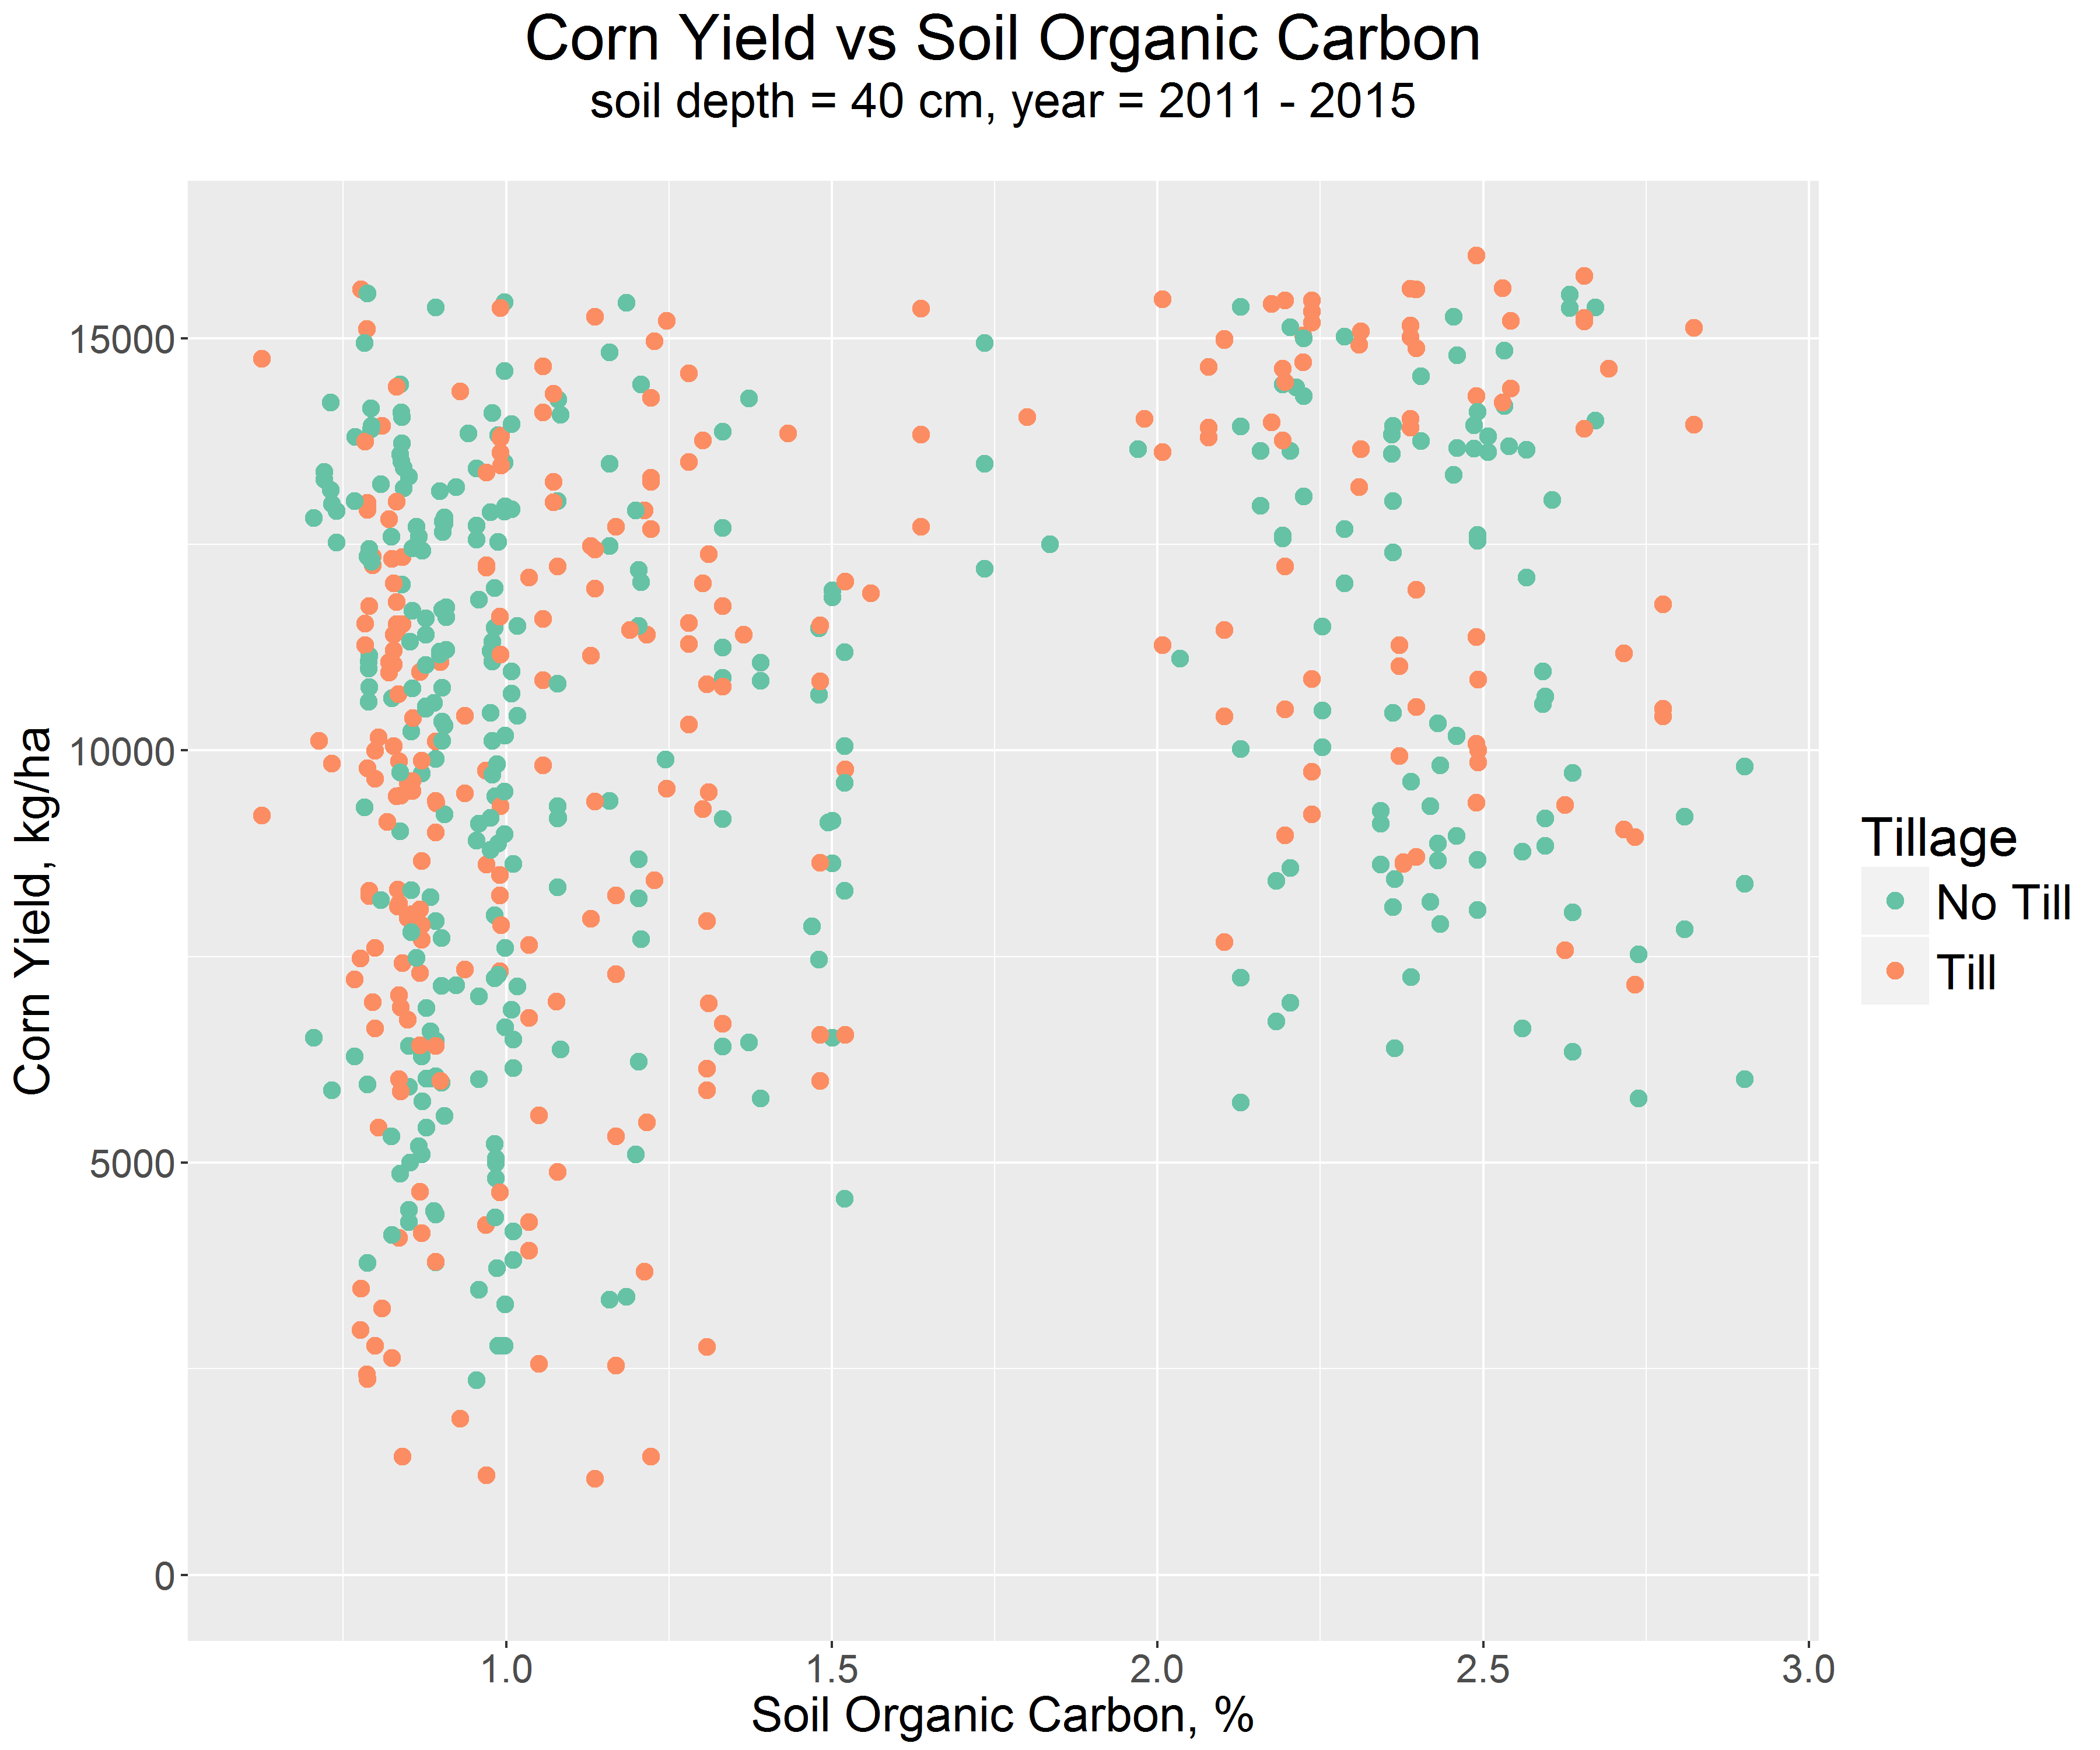 Corn Yield vs Soil Organic Carbon
soil depth = 40 cm, year = 2011 - 2015
Corn Yield, kg/ha
15000
10000
5000
0
1.0
1.5
2.0
2.5
3.0
Soil Organic Carbon, %
Tillage
No Till
Till